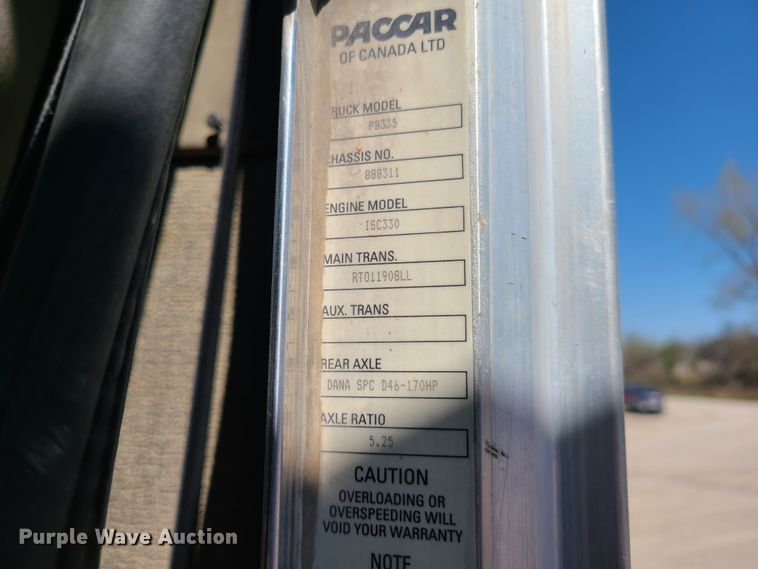 PACCAR
OF CANADA LTD
RUCK MODEL
PB335
CHASSIS NO.
888311
ENGINE MODEL
ISC330
MAIN TRANS.
RTO11908LL
AUX. TRANS
REAR AXLE
DANA SPC D46-170HP
AXLE RATIO
5.25
CAUTION
OVERLOADING OR
OVERSPEEDING WILL
VOID YOUR WARRANTY
NOTE
Purple Wave Auction®